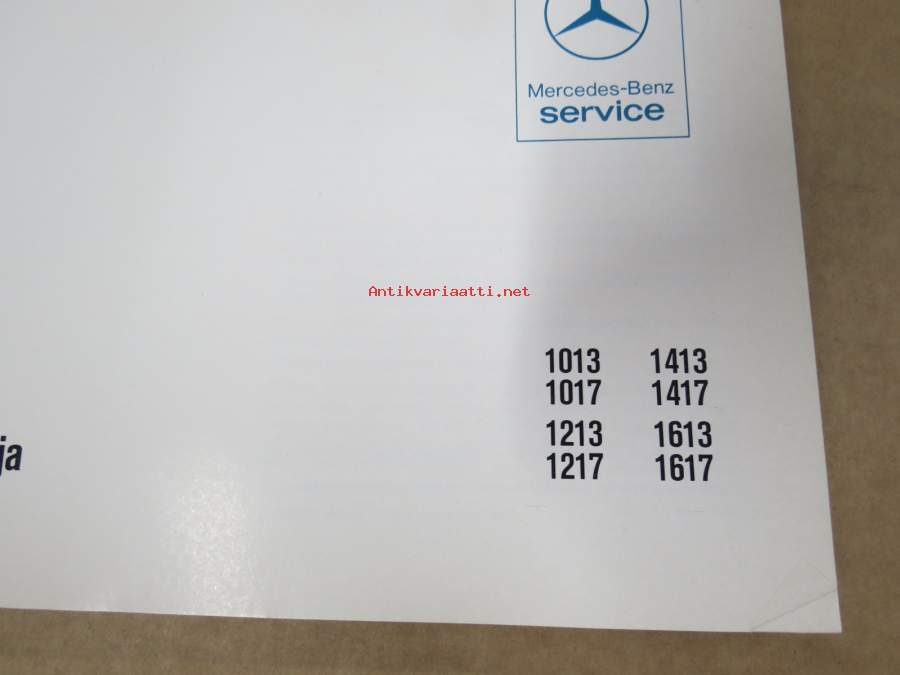 Mercedes-Benz
service
Antikvariaatti.net
1013 1413
1017 1417
1213 1613
1217 1617
ja